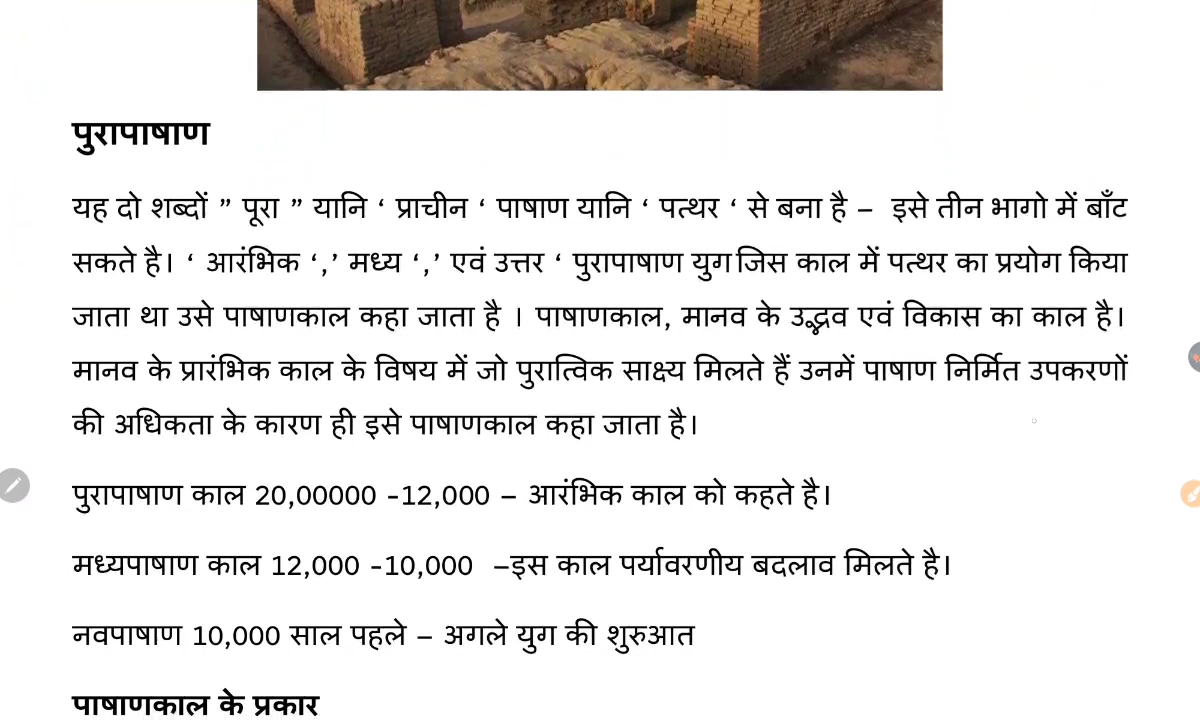 पुरापाषाण
यह दो शब्दों ” पूरा ” यानि ‘ प्राचीन ‘ पाषाण यानि ‘ पत्थर ‘ से बना है – इसे तीन भागो में बाँट
सकते है। ‘ आरंभिक ‘,’ मध्य ‘,’ एवं उत्तर ‘ पुरापाषाण युग जिस काल में पत्थर का प्रयोग किया
जाता था उसे पाषाणकाल कहा जाता है । पाषाणकाल, मानव के उद्भव एवं विकास का काल है।
मानव के प्रारंभिक काल के विषय में जो पुरात्विक साक्ष्य मिलते हैं उनमें पाषाण निर्मित उपकरणों
की अधिकता के कारण ही इसे पाषाणकाल कहा जाता है।
पुरापाषाण काल 20,00000 -12,000 – आरंभिक काल को कहते है।
मध्यपाषाण काल 12,000 -10,000 –इस काल पर्यावरणीय बदलाव मिलते है।
नवपाषाण 10,000 साल पहले – अगले युग की शुरुआत
पाषाणकाल के प्रकार